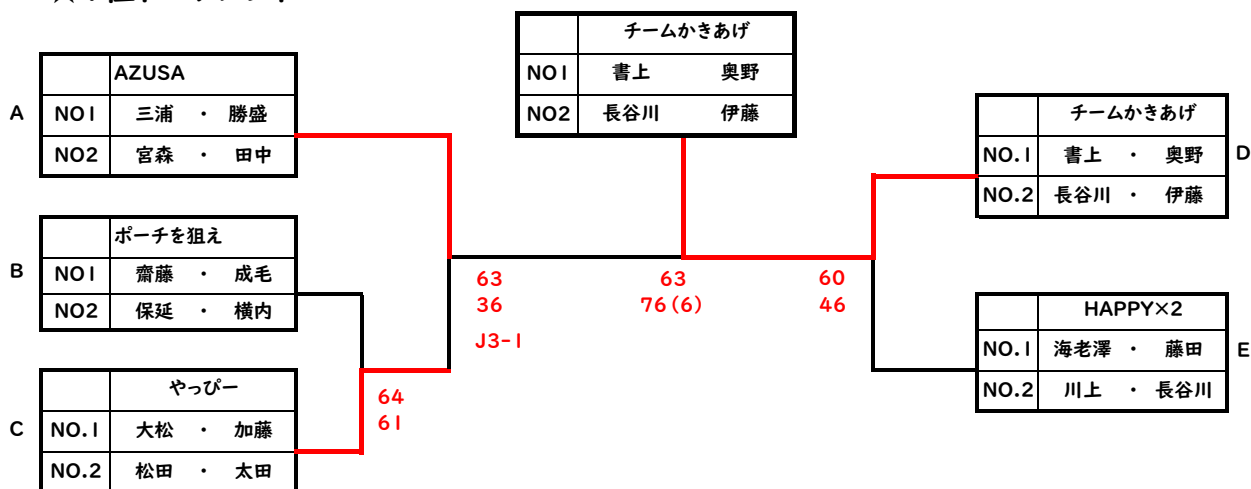 チームかきあげ
NO1 書上 奥野
NO2 長谷川 伊藤
A
AZUSA
NO1 三浦 ・ 勝盛
NO2 宮森 ・ 田中
B
ポーチを狙え
NO1 齋藤 ・ 成毛
NO2 保延 ・ 横内
C
やっぴー
NO.1 大松 ・ 加藤
NO.2 松田 ・ 太田
64
61
63
36
J3-1
63
76(6)
60
46
D
チームかきあげ
NO.1 書上 ・ 奥野
NO.2 長谷川 ・ 伊藤
E
HAPPY×2
NO.1 海老澤 ・ 藤田
NO.2 川上 ・ 長谷川